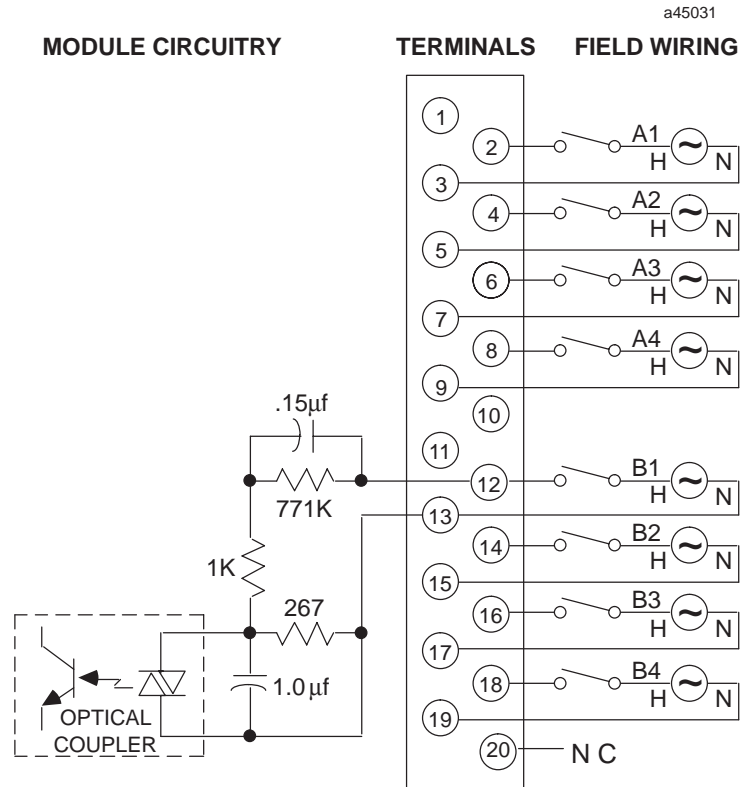 a45031
MODULE CIRCUITRY TERMINALS FIELD WIRING
1
2 A1 H ~ N
3
4 A2 H ~ N
5
6 A3 H ~ N
7
8 A4 H ~ N
9
.15µf
10
11
771K
12 B1 H ~ N
13
14 B2 H ~ N
1K
15
267
16 B3 H ~ N
17
1.0µf
18 B4 H ~ N
OPTICAL
COUPLER
19
20 N C